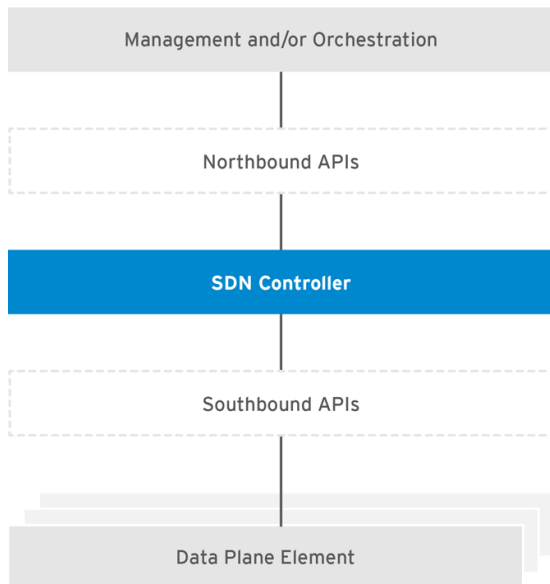 Management and/or Orchestration
Northbound APIs
SDN Controller
Southbound APIs
Data Plane Element